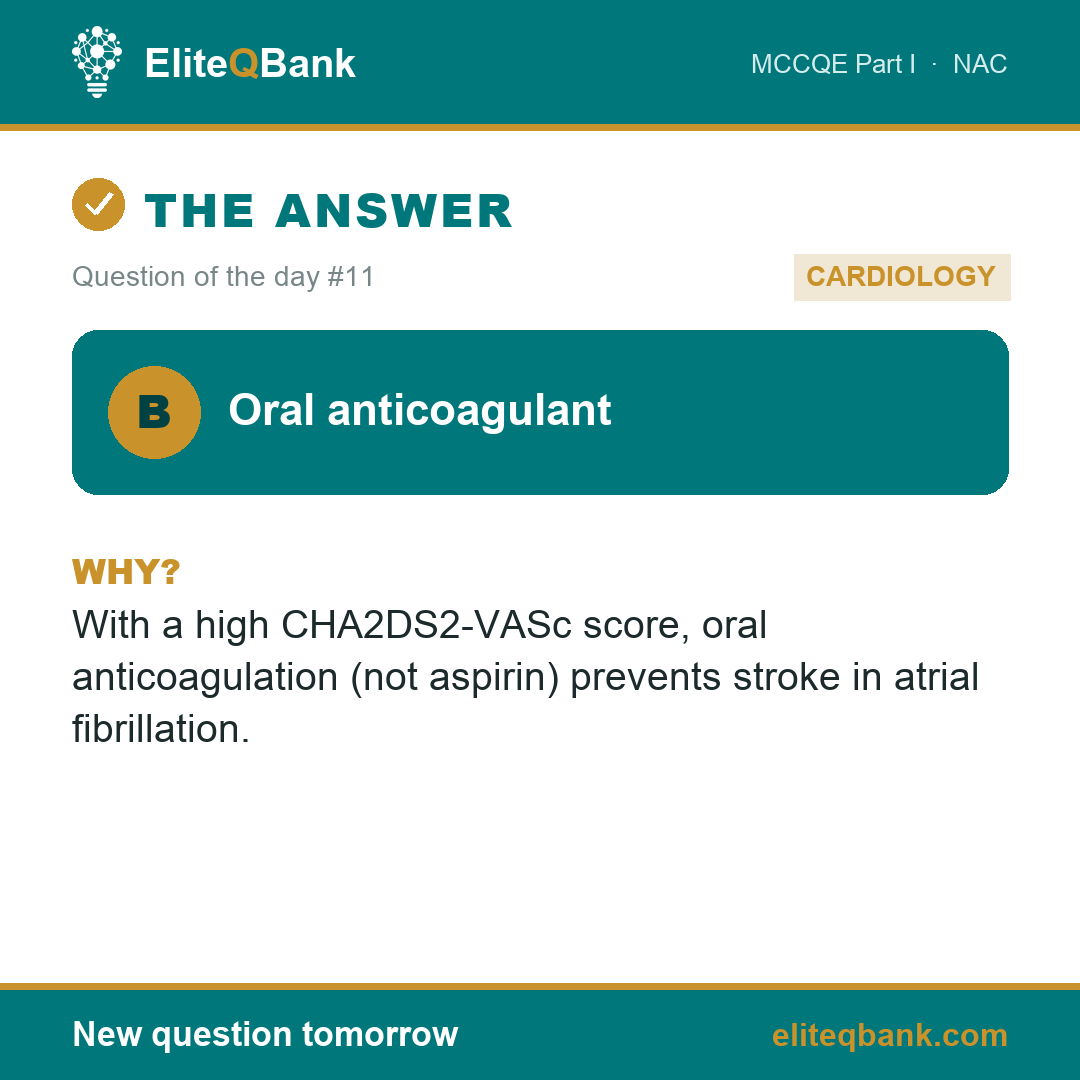 EliteQBank
MCCQE Part I · NAC
THE ANSWER
Question of the day #11
CARDIOLOGY
B
Oral anticoagulant
WHY?
With a high CHA2DS2-VASc score, oral
anticoagulation (not aspirin) prevents stroke in atrial
fibrillation.
New question tomorrow
eliteqbank.com